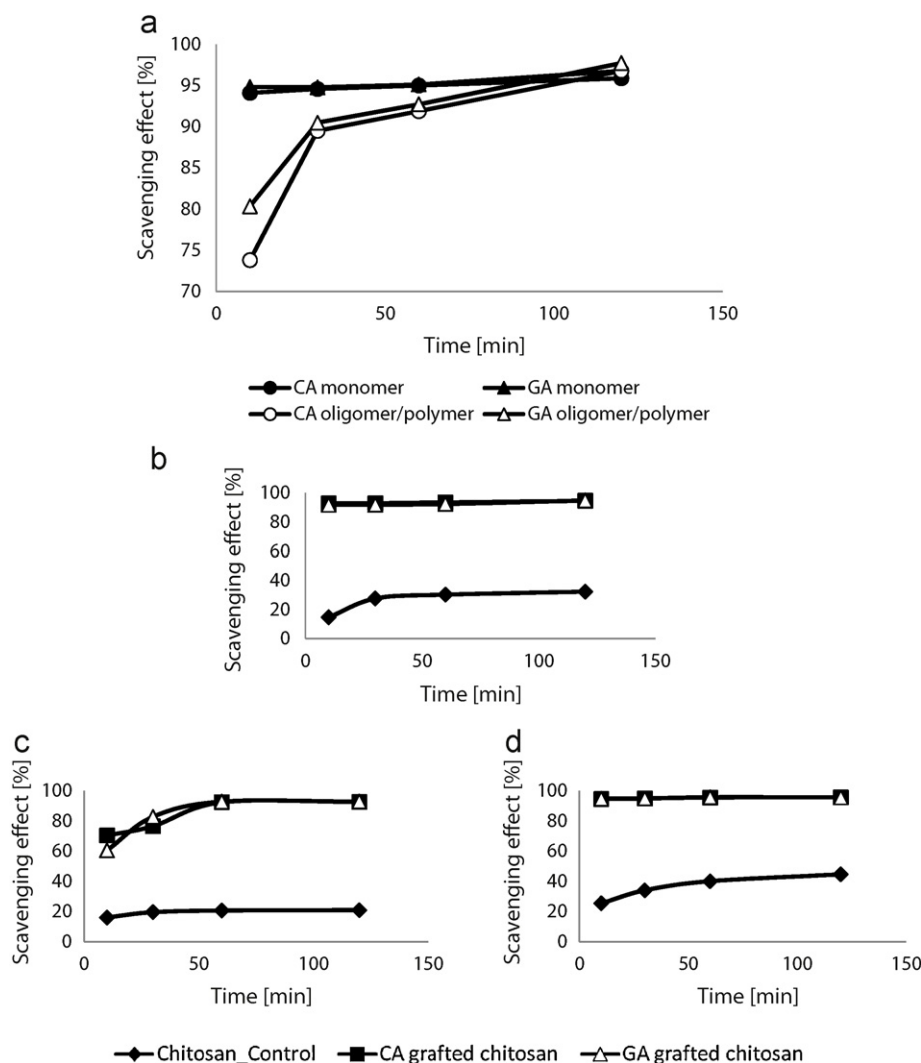 a
Scavenging effect [%]
100
95
90
85
80
75
70
0 50 100 150
Time [min]
CA monomer GA monomer
CA oligomer/polymer GA oligomer/polymer
b
Scavenging effect [%]
100
80
60
40
20
0
0 50 100 150
Time [min]
c
Scavenging effect [%]
100
80
60
40
20
0
0 50 100 150
Time [min]
d
Scavenging effect [%]
100
80
60
40
20
0
0 50 100 150
Time [min]
Chitosan_Control CA grafted chitosan GA grafted chitosan